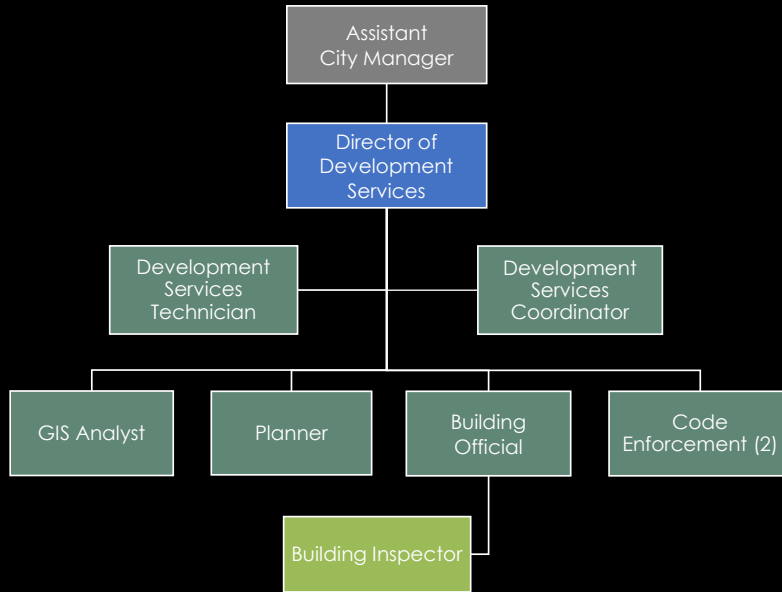 Assistant
City Manager
Director of
Development
Services
Development
Services
Technician
Development
Services
Coordinator
GIS Analyst
Planner
Building
Official
Code
Enforcement (2)
Building Inspector